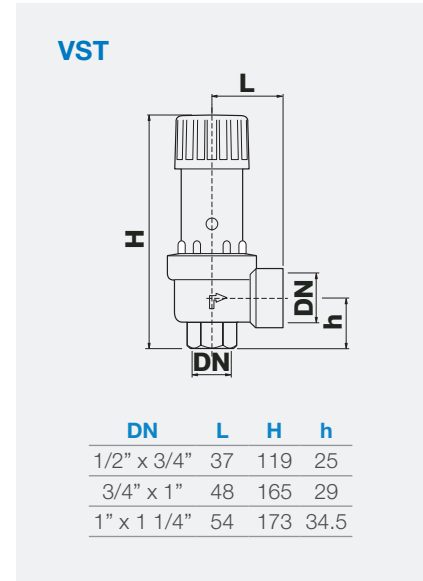 VST
L
H
DN
h
DN
DN L H h
1/2” x 3/4” 37 119 25
3/4” x 1” 48 165 29
1” x 1 1/4” 54 173 34.5